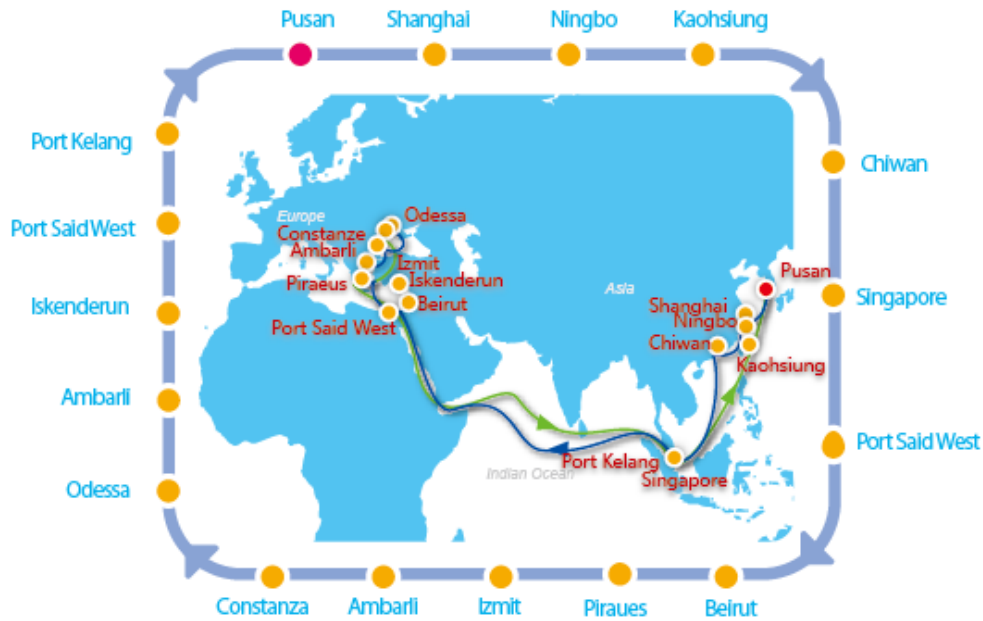 Pusan
Shanghai
Ningbo
Kaohsiung
Port Kelang
Chiwan
Port Said West
Singapore
Iskenderun
Port Said West
Ambarli
Odessa
Constanza
Ambarli
Izmit
Piraues
Beirut
Europe
Odessa
Constanze
Ambarli
Izmit
Piraeus
Iskenderun
Beirut
Port Said West
Asia
Pusan
Shanghai
Ningbo
Chiwan
Kaohsiung
Port Kelang
Indian Ocean
Singapore